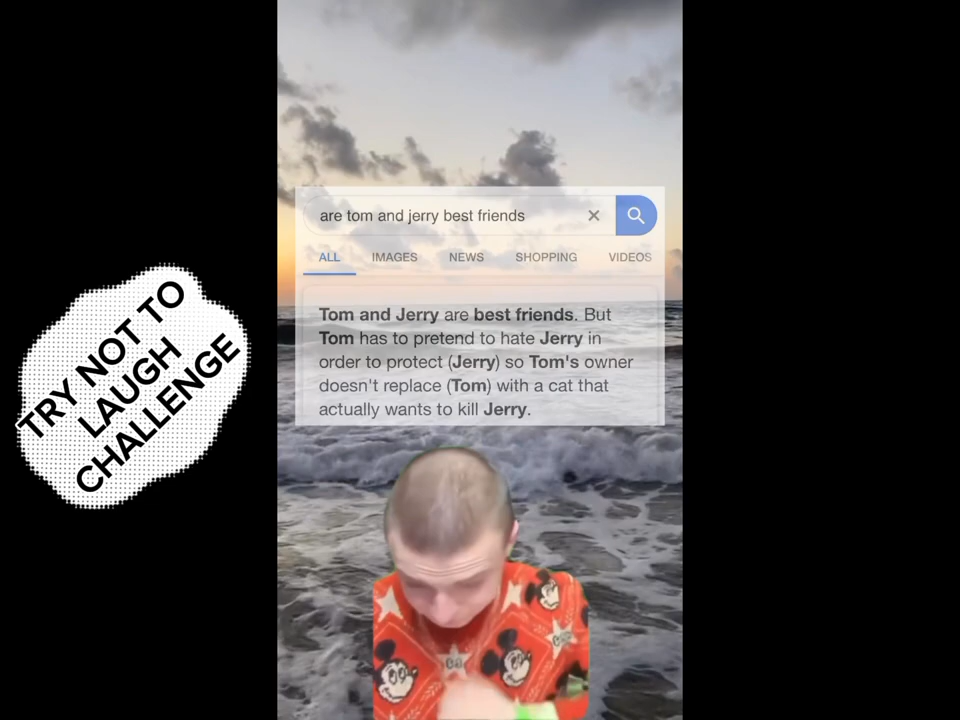 TRY NOT TO
LAUGH
CHALLENGE
are tom and jerry best friends
ALL IMAGES NEWS SHOPPING VIDEOS
Tom and Jerry are best friends. But
Tom has to pretend to hate Jerry in
order to protect (Jerry) so Tom's owner
doesn't replace (Tom) with a cat that
actually wants to kill Jerry.